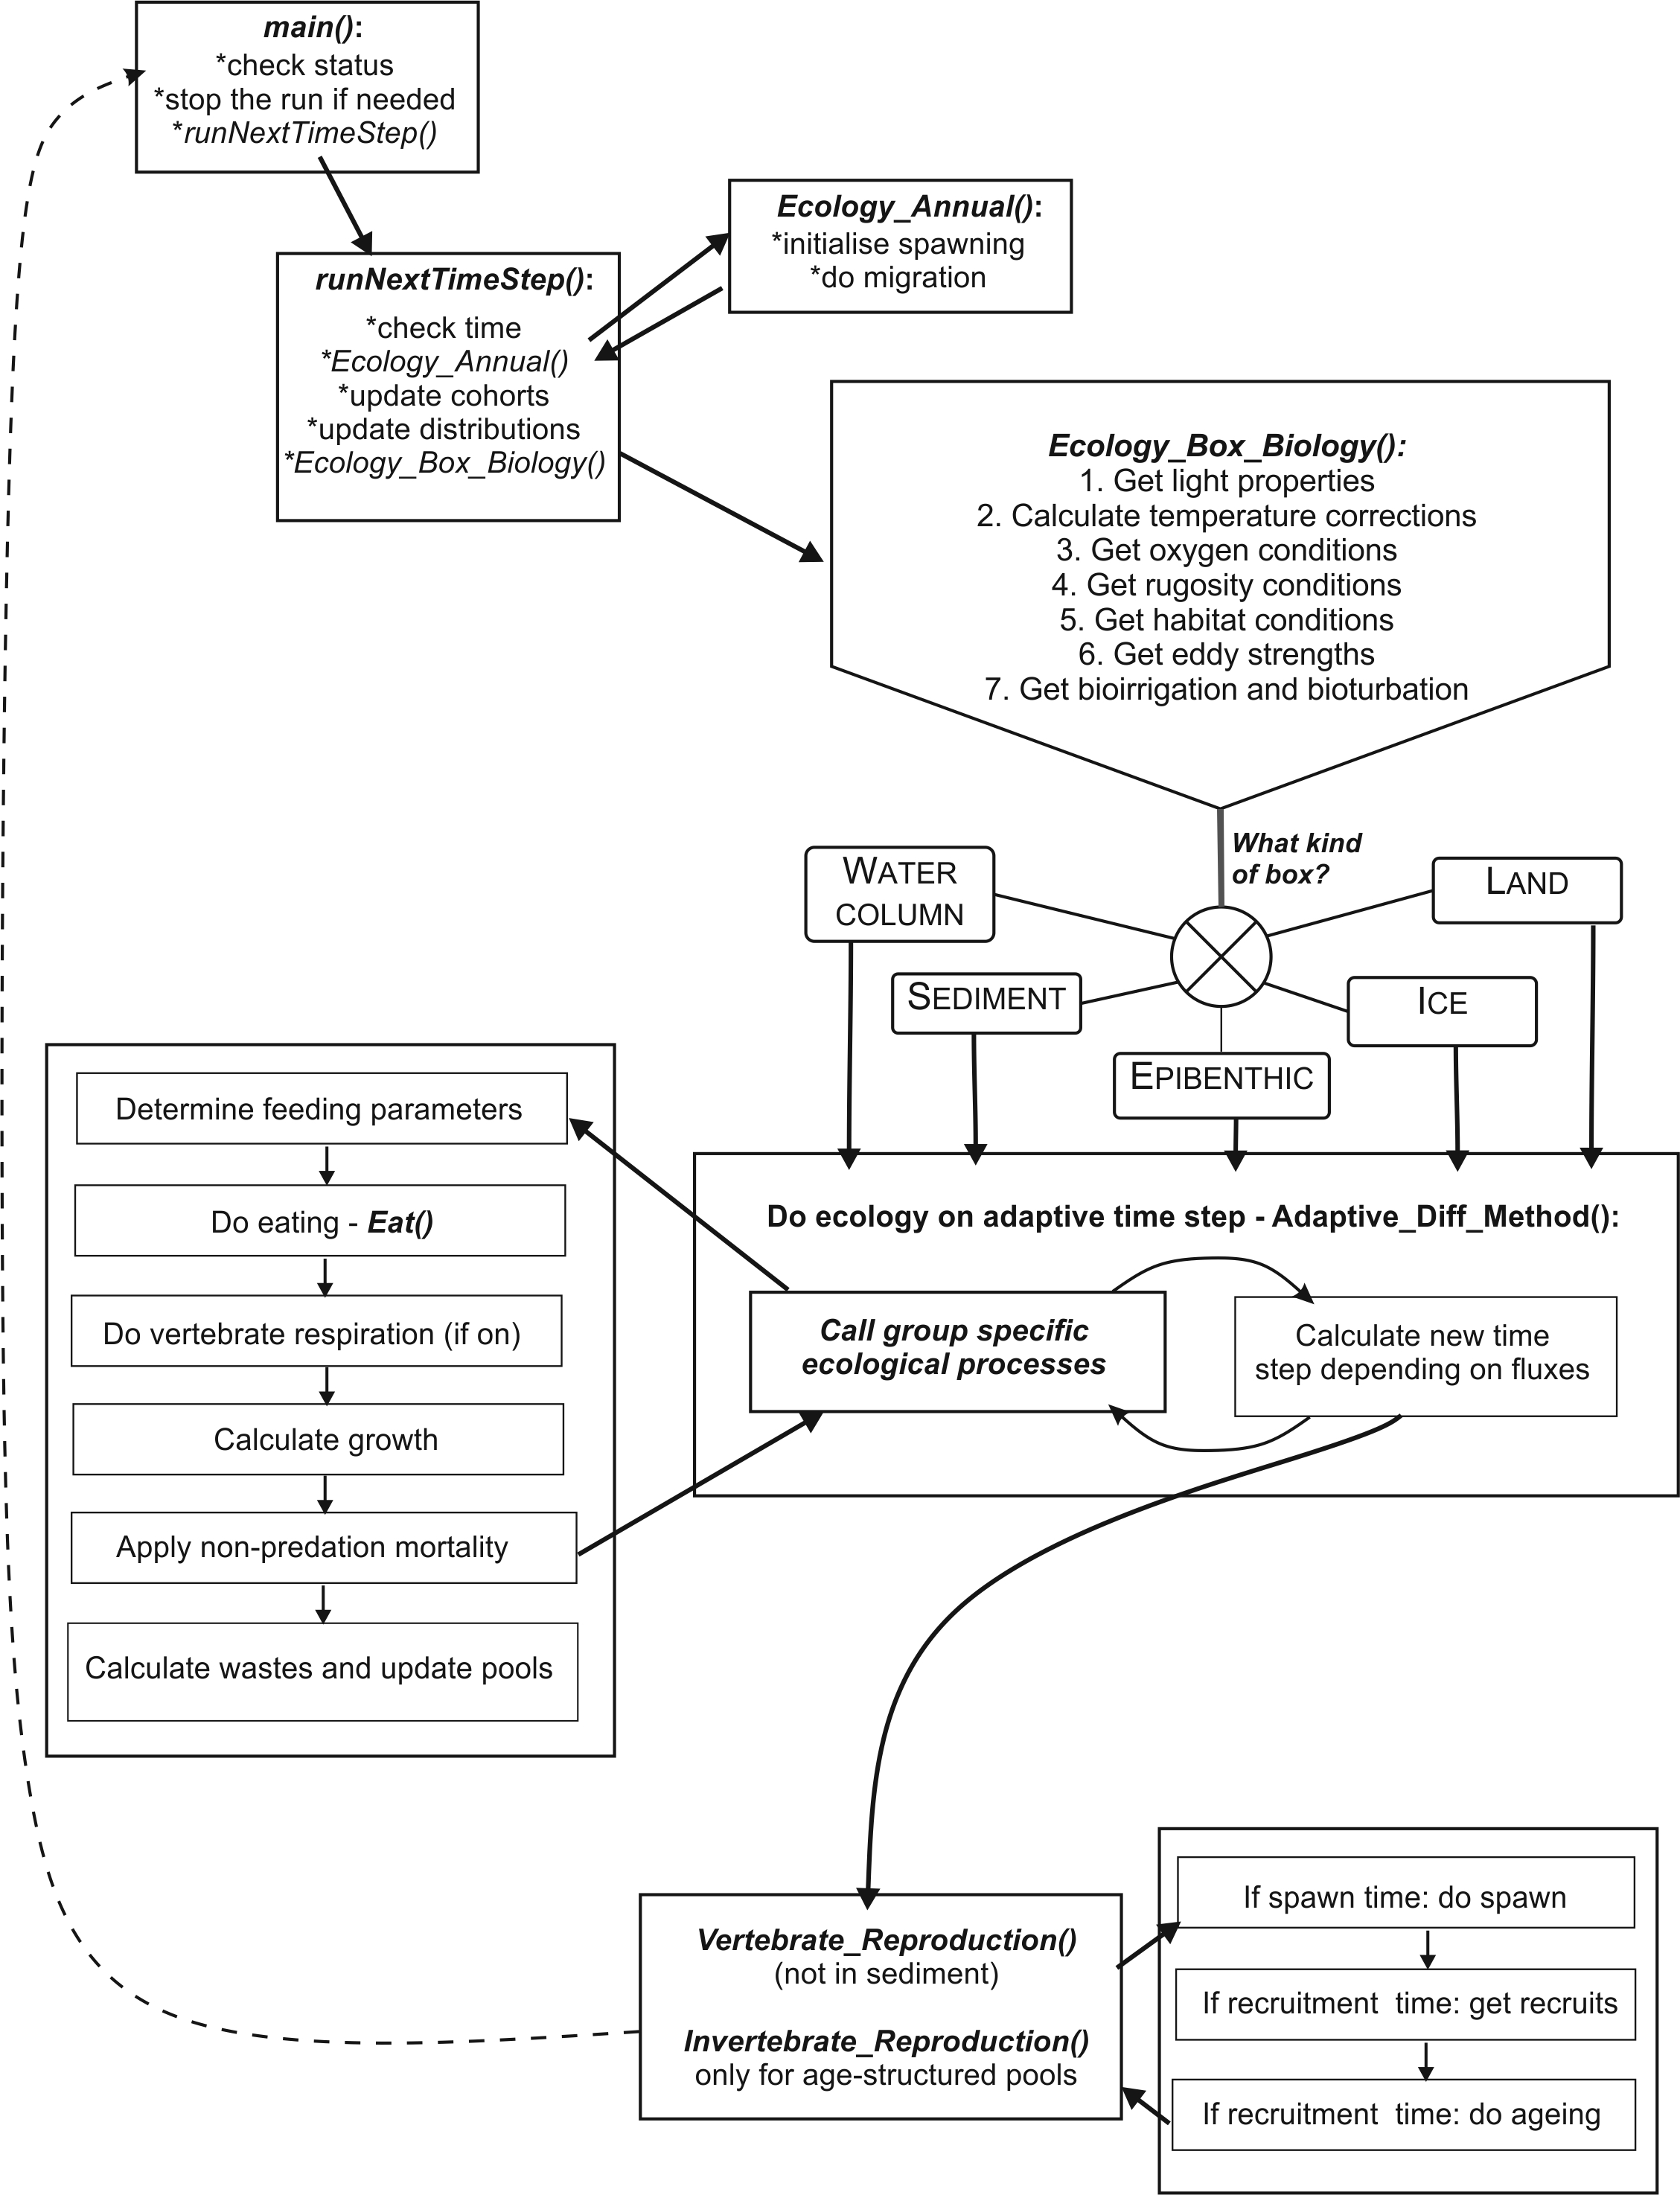 main():
*check status
*stop the run if needed
*runNextTimeStep()
Ecology_Annual():
*initialise spawning
*do migration
runNextTimeStep():
*check time
*Ecology_Annual()
*update cohorts
*update distributions
*Ecology_Box_Biology()
Ecology_Box_Biology():
1. Get light properties
2. Calculate temperature corrections
3. Get oxygen conditions
4. Get rugosity conditions
5. Get habitat conditions
6. Get eddy strengths
7. Get bioirrigation and bioturbation
What kind
of box?
WATER
COLUMN
LAND
SEDIMENT
ICE
EPIBENTHIC
Determine feeding parameters
Do eating - Eat()
Do vertebrate respiration (if on)
Calculate growth
Apply non-predation mortality
Calculate wastes and update pools
Do ecology on adaptive time step - Adaptive_Diff_Method():
Call group specific
ecological processes
Calculate new time
step depending on fluxes
Vertebrate_Reproduction()
(not in sediment)
Invertebrate_Reproduction()
only for age-structured pools
If spawn time: do spawn
If recruitment  time: get recruits
If recruitment  time: do ageing